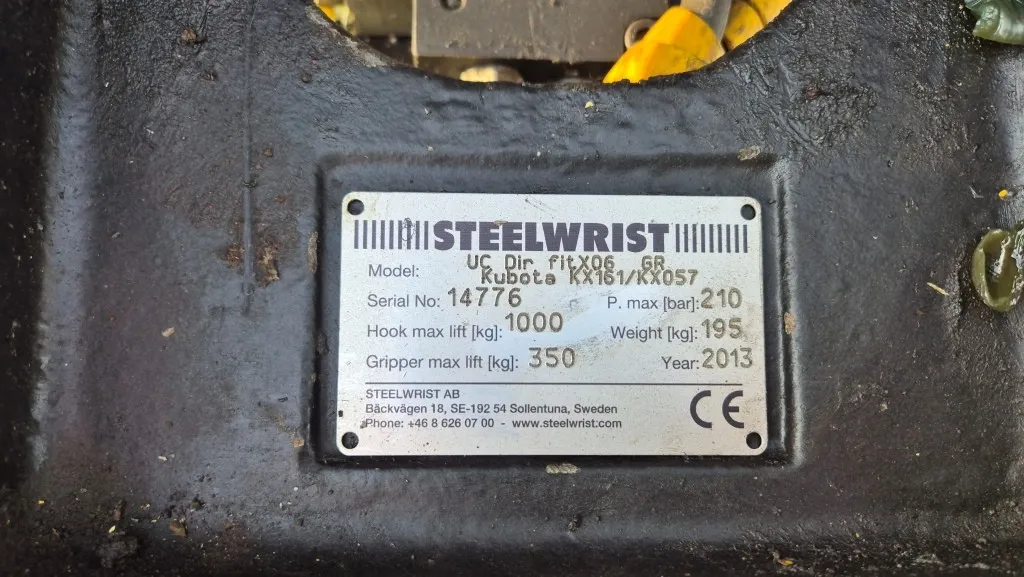 STEELWRIST
Model: UC Dir fitX06 GR
Kubota KX161/KX057
Serial No: 14776 P. max [bar]: 210
Hook max lift [kg]: 1000 Weight [kg]: 195
Gripper max lift [kg]: 350 Year: 2013
STEELWRIST AB
Bäckvägen 18, SE-192 54 Sollentuna, Sweden
Phone: +46 8 626 07 00 - www.steelwrist.com
CE